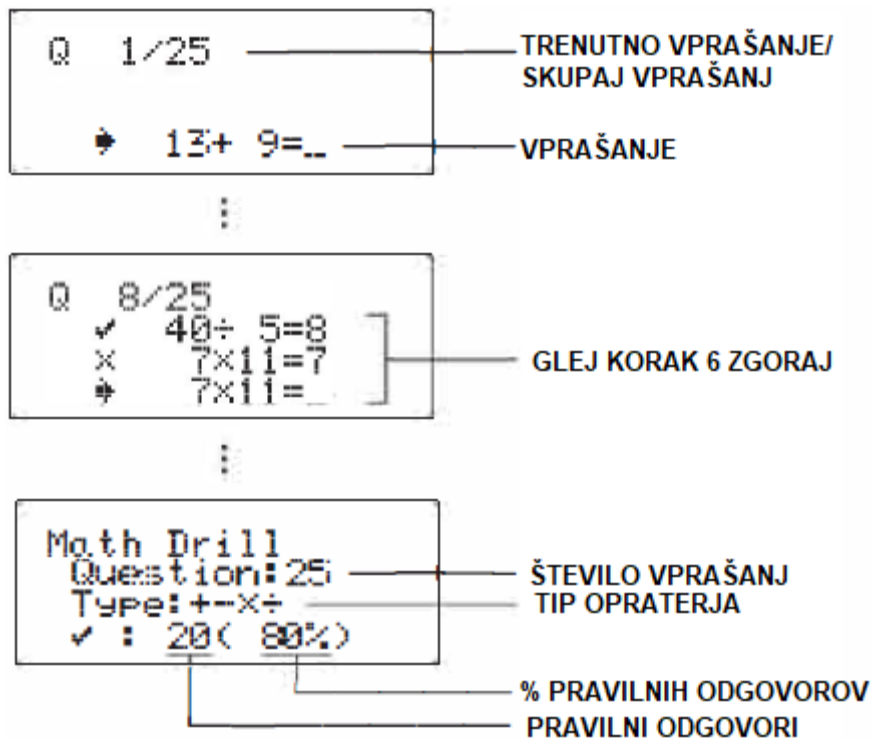 Q 1/25
TRENUTNO VPRAŠANJE/
SKUPAJ VPRAŠANJ
➧ 13+ 9=_
VPRAŠANJE
Q 8/25
✓ 40÷ 5=8
× 7×11=7
➧ 7×11=_
GLEJ KORAK 6 ZGORAJ
Math Drill
Question:25
ŠTEVILO VPRAŠANJ
Type:+-×÷
TIP OPRATERJA
✓ : 20( 80%)
% PRAVILNIH ODGOVOROV
PRAVILNI ODGOVORI